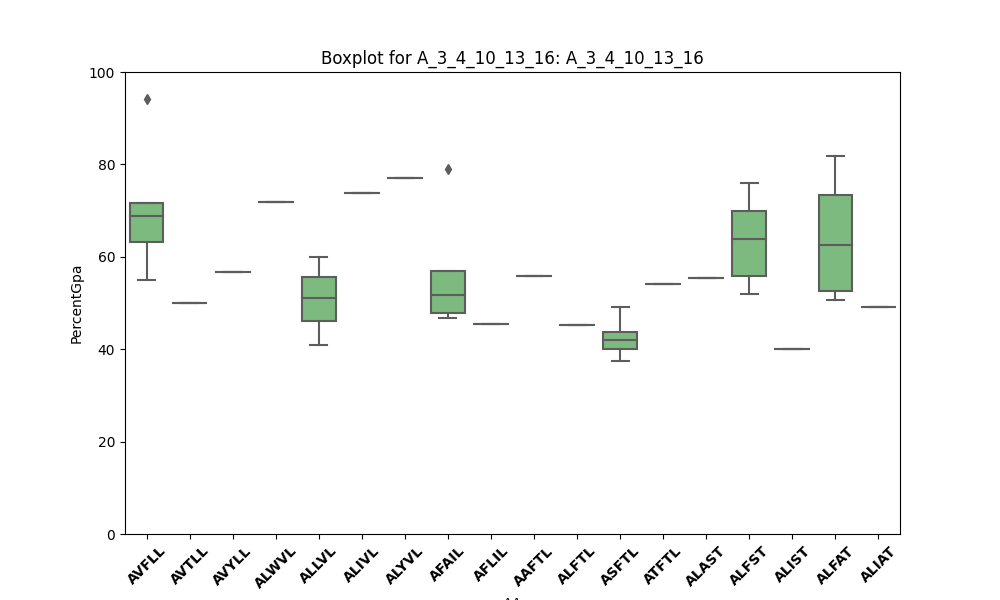 Boxplot for A_3_4_10_13_16: A_3_4_10_13_16
PercentGpa
100
80
60
40
20
0
AVFLL
AVTLL
AVYLL
ALWVL
ALLVL
ALIVL
ALYVL
AFAIL
AFLIL
AAFTL
ALFTL
ASFTL
ATFTL
ALAST
ALFST
ALIST
ALFAT
ALIAT